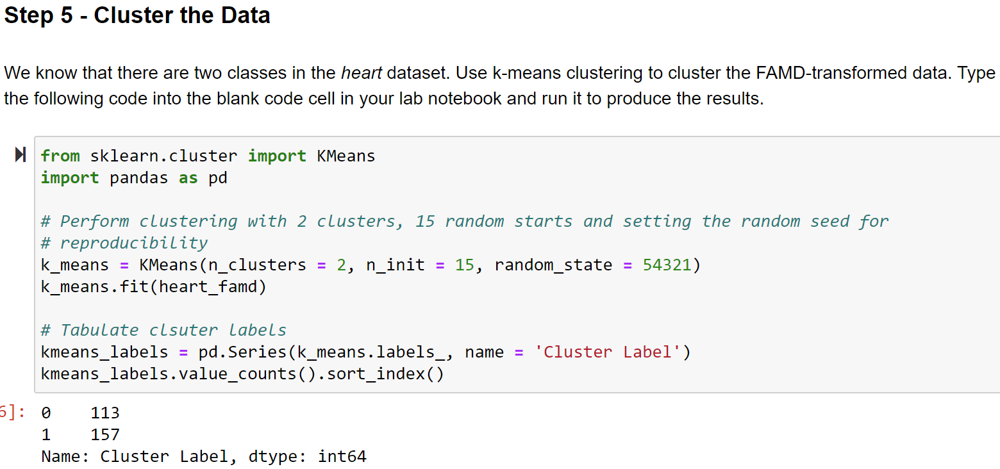 Step 5 - Cluster the Data
We know that there are two classes in the heart dataset. Use k-means clustering to cluster the FAMD-transformed data. Type
the following code into the blank code cell in your lab notebook and run it to produce the results.
from sklearn.cluster import KMeans
import pandas as pd
# Perform clustering with 2 clusters, 15 random starts and setting the random seed for
# reproducibility
k_means = KMeans(n_clusters = 2, n_init = 15, random_state = 54321)
k_means.fit(heart_famd)
# Tabulate clsuter labels
kmeans_labels = pd.Series(k_means.labels_, name = 'Cluster Label')
kmeans_labels.value_counts().sort_index()
6]: 0    113
1    157
Name: Cluster Label, dtype: int64